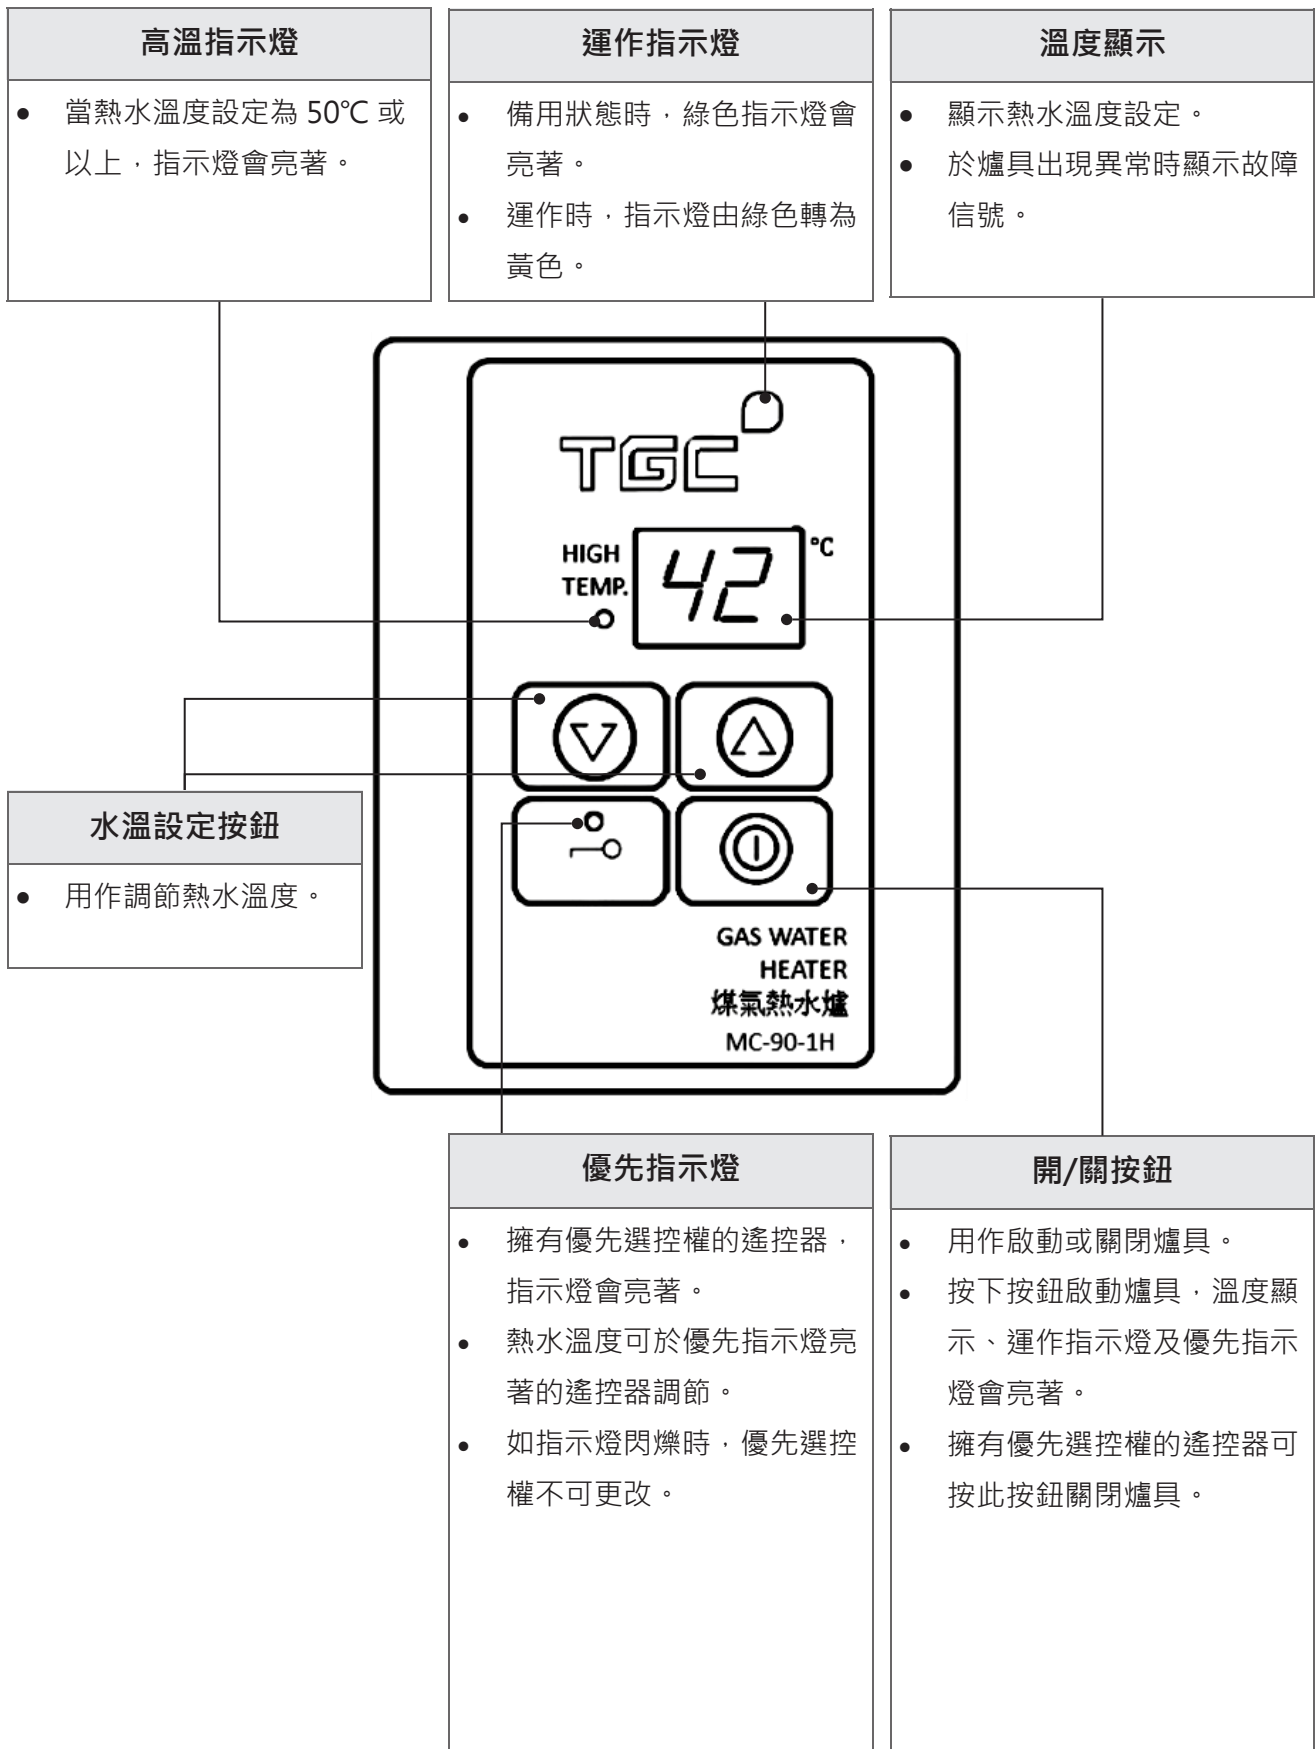 高溫指示燈
● 當熱水溫度設定為 50℃ 或
以上，指示燈會亮著。
運作指示燈
● 備用狀態時，綠色指示燈會
亮著。
● 運作時，指示燈由綠色轉為
黃色。
溫度顯示
● 顯示熱水溫度設定。
● 於爐具出現異常時顯示故障
信號。
TGC
HIGH
TEMP.
42
°C
水溫設定按鈕
● 用作調節熱水溫度。
GAS WATER
HEATER
煤氣熱水爐
MC-90-1H
優先指示燈
● 擁有優先選控權的遙控器，
指示燈會亮著。
● 熱水溫度可於優先指示燈亮
著的遙控器調節。
● 如指示燈閃爍時，優先選控
權不可更改。
開/關按鈕
● 用作啟動或關閉爐具。
● 按下按鈕啟動爐具，溫度顯
示、運作指示燈及優先指示
燈會亮著。
● 擁有優先選控權的遙控器可
按此按鈕關閉爐具。